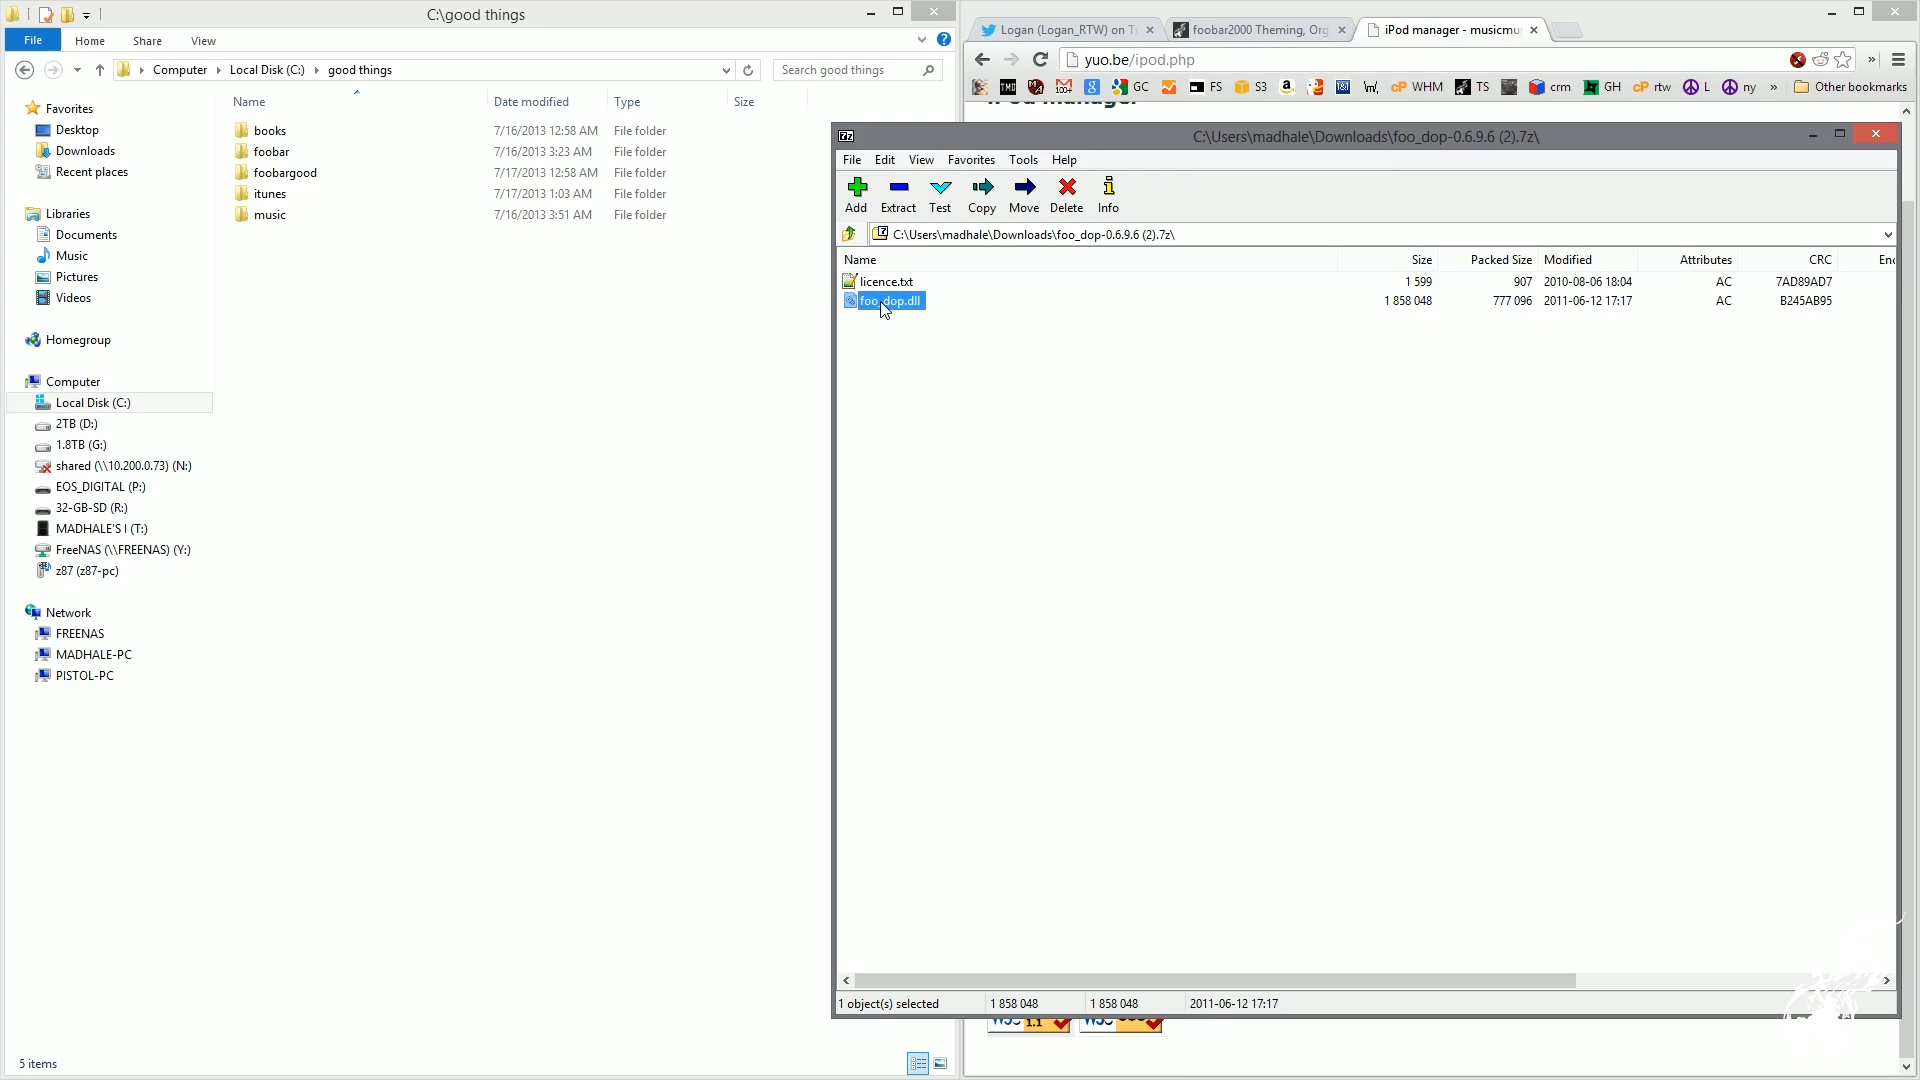 C:\good things
File Home Share View
Computer Local Disk (C:) good things
Search good things
Name Date modified Type Size
books 7/16/2013 12:58 AM File folder
foobar 7/16/2013 3:23 AM File folder
foobargood 7/17/2013 12:58 AM File folder
itunes 7/17/2013 1:03 AM File folder
music 7/16/2013 3:51 AM File folder
Favorites
Desktop
Downloads
Recent places
Libraries
Documents
Music
Pictures
Videos
Homegroup
Computer
Local Disk (C:)
2TB (D:)
1.8TB (G:)
shared (\\10.200.0.73) (N:)
EOS_DIGITAL (P:)
32-GB-SD (R:)
MADHALE'S I (T:)
FreeNAS (\\FREENAS) (Y:)
z87 (z87-pc)
Network
FREENAS
MADHALE-PC
PISTOL-PC
5 items
Logan (Logan_RTW) on T
foobar2000 Theming, Org
iPod manager - musicmu
yuo.be/ipod.php
TMD 100+ GC FS S3 WHM TS crm GH rtw L ny » Other bookmarks
iPod manager
7z C:\Users\madhale\Downloads\foo_dop-0.6.9.6 (2).7z\
File Edit View Favorites Tools Help
Add Extract Test Copy Move Delete Info
C:\Users\madhale\Downloads\foo_dop-0.6.9.6 (2).7z\
Name Size Packed Size Modified Attributes CRC Enc
licence.txt 1 599 907 2010-08-06 18:04 AC 7AD89AD7
foo_dop.dll 1 858 048 777 096 2011-06-12 17:17 AC B245AB95
1 object(s) selected 1 858 048 1 858 048 2011-06-12 17:17
1.1